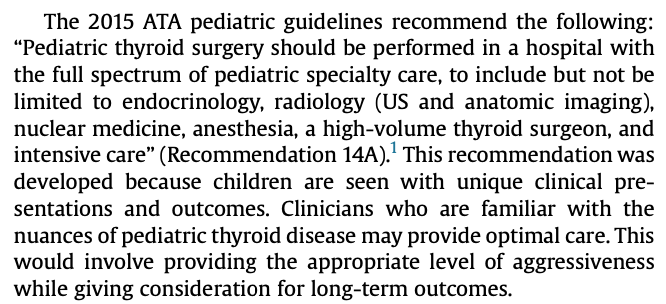 The 2015 ATA pediatric guidelines recommend the following:
“Pediatric thyroid surgery should be performed in a hospital with
the full spectrum of pediatric specialty care, to include but not be
limited to endocrinology, radiology (US and anatomic imaging),
nuclear medicine, anesthesia, a high-volume thyroid surgeon, and
intensive care” (Recommendation 14A).1 This recommendation was
developed because children are seen with unique clinical pre-
sentations and outcomes. Clinicians who are familiar with the
nuances of pediatric thyroid disease may provide optimal care. This
would involve providing the appropriate level of aggressiveness
while giving consideration for long-term outcomes.